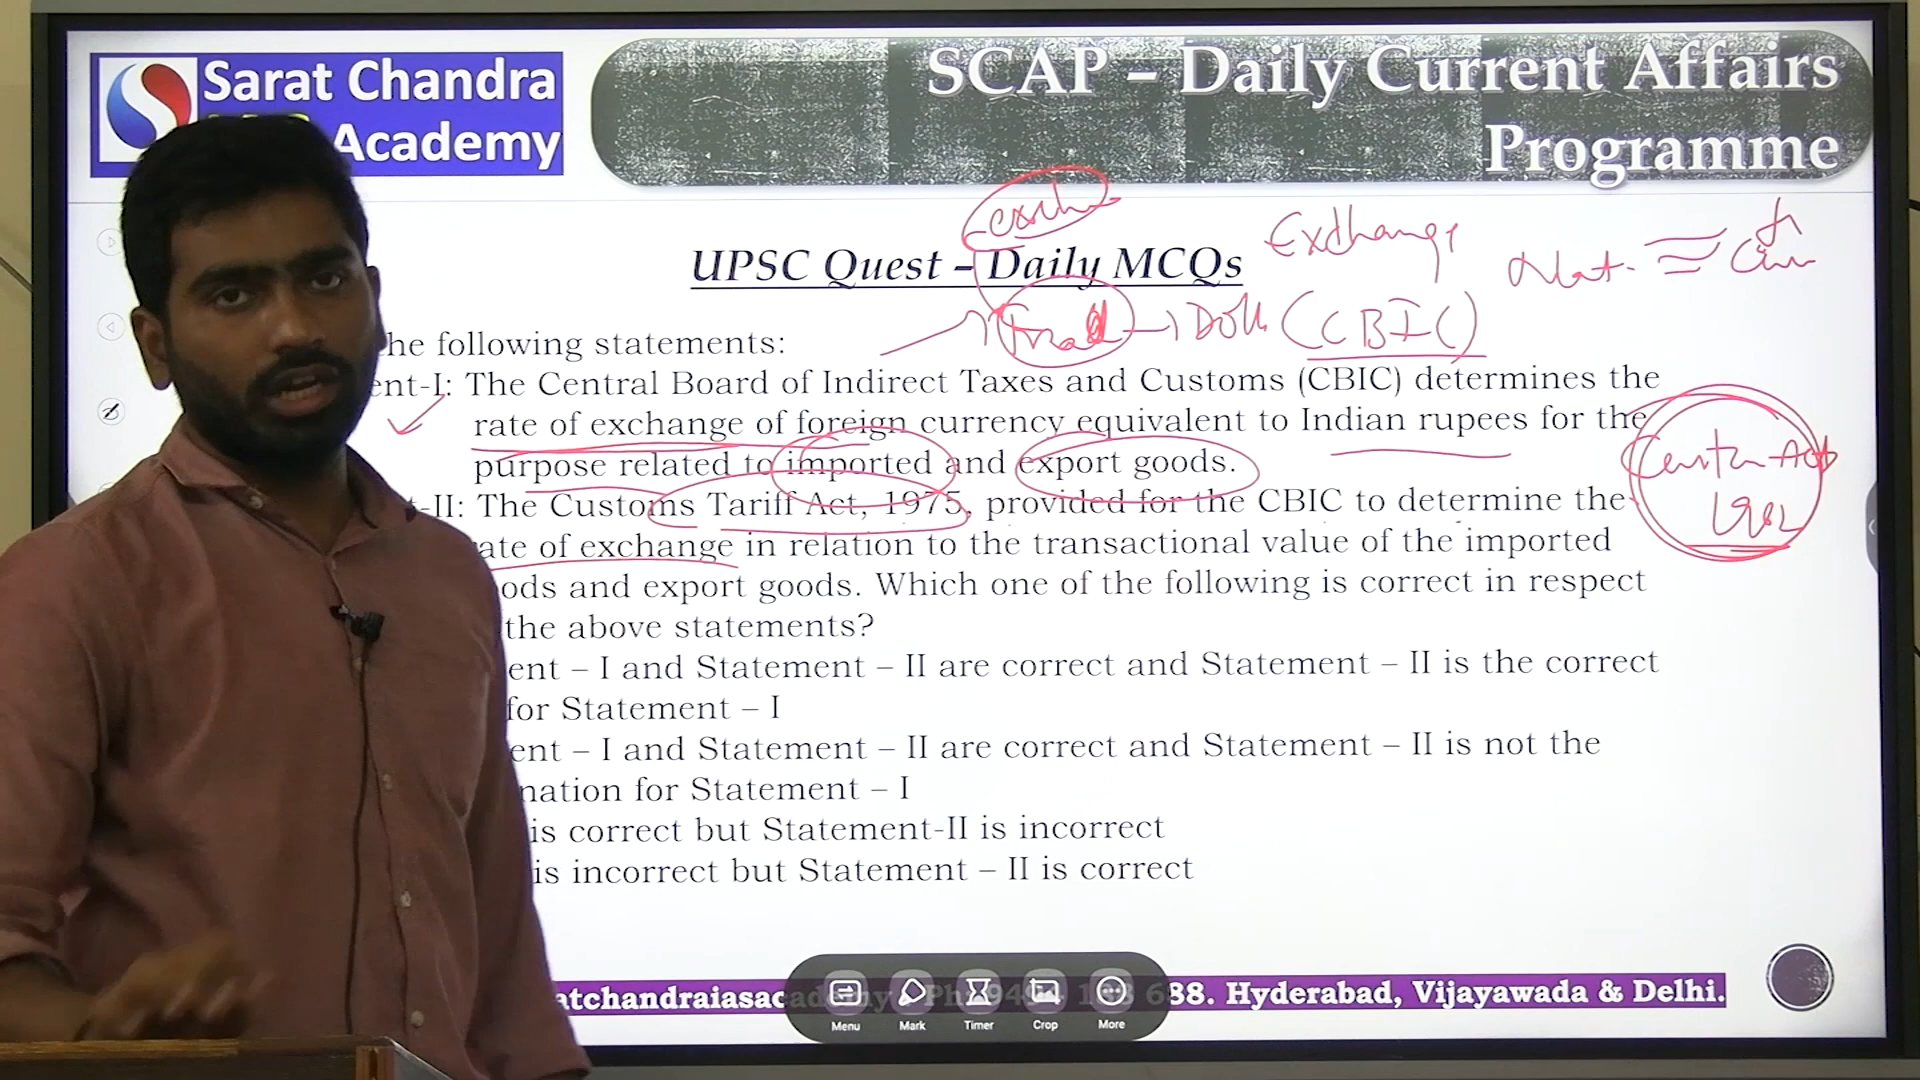 Sarat Chandra
Academy
SCAP – Daily Current Affairs
Programme
Exchange
UPSC Quest – Daily MCQs
Nat.
(CBIC)
he following statements:
ent-I: The Central Board of Indirect Taxes and Customs (CBIC) determines the
rate of exchange of foreign currency equivalent to Indian rupees for the
purpose related to imported and export goods.
-II: The Customs Tariff Act, 1975, provided for the CBIC to determine the
ate of exchange in relation to the transactional value of the imported
ods and export goods. Which one of the following is correct in respect
the above statements?
ent – I and Statement – II are correct and Statement – II is the correct
for Statement – I
ent – I and Statement – II are correct and Statement – II is not the
nation for Statement – I
is correct but Statement-II is incorrect
is incorrect but Statement – II is correct
Act
1962
atchandraiasac
88. Hyderabad, Vijayawada & Delhi.
Menu Mark Timer Crop More